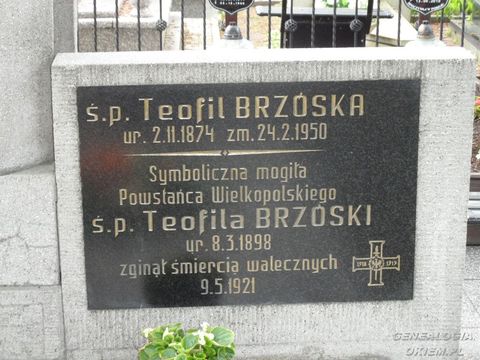 ś.p. Teofil BRZÓSKA
ur. 2.11.1874 zm. 24.2.1950
Symboliczna mogiła
Powstańca Wielkopolskiego
ś.p. Teofila BRZÓSKI
ur. 8.3.1898
zginął śmiercią walecznych
9.5.1921
1918 1919
GENEALOGIA
OKIEM.PL